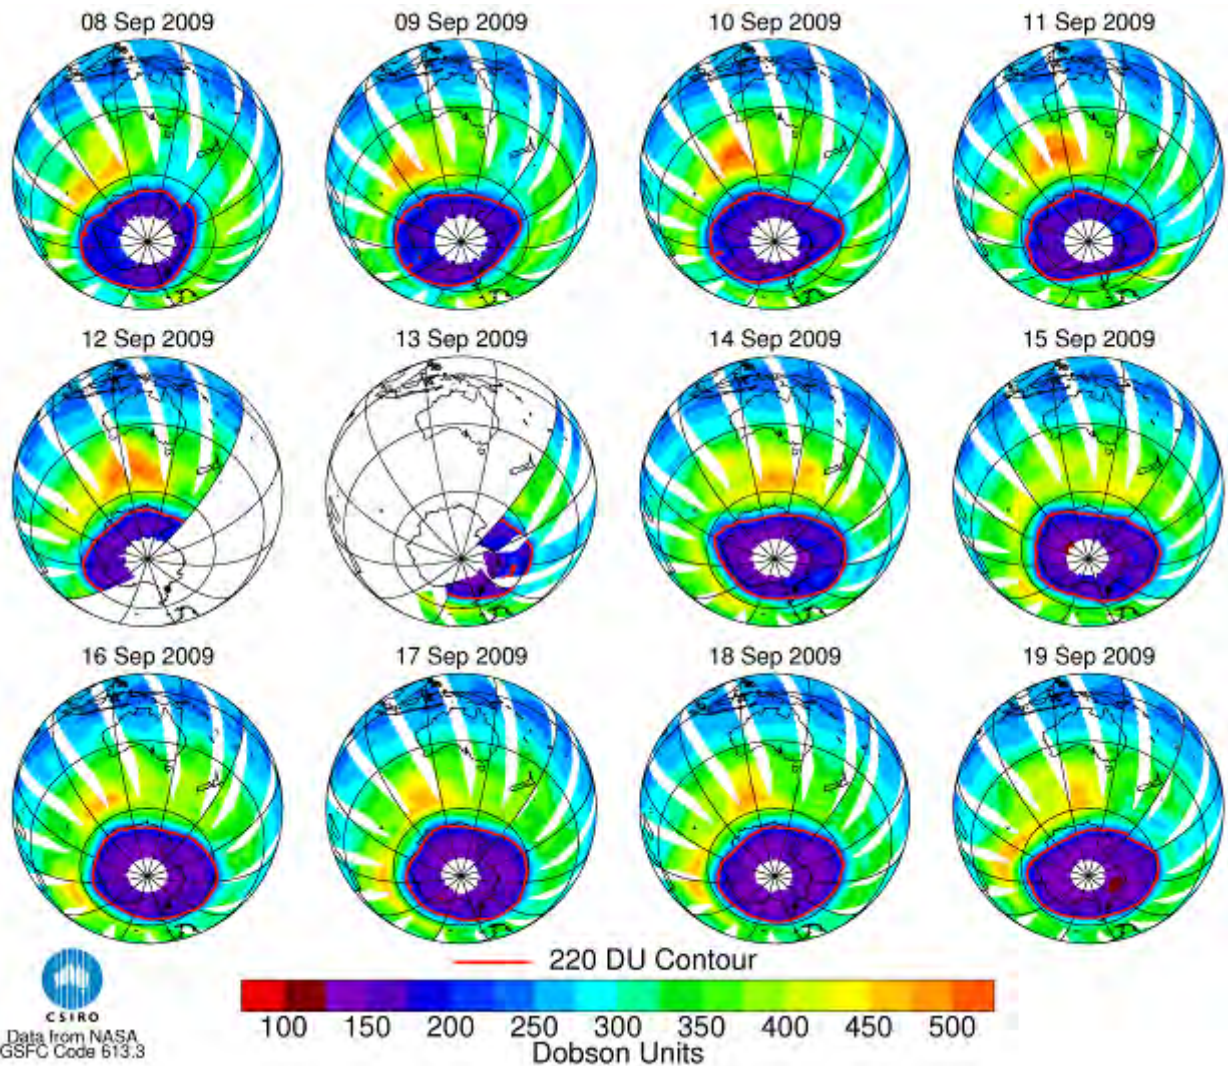 08 Sep 2009 09 Sep 2009 10 Sep 2009 11 Sep 2009
12 Sep 2009 13 Sep 2009 14 Sep 2009 15 Sep 2009
16 Sep 2009 17 Sep 2009 18 Sep 2009 19 Sep 2009
220 DU Contour
CSIRO
Data from NASA
GSFC Code 613.3
100 150 200 250 300 350 400 450 500
Dobson Units